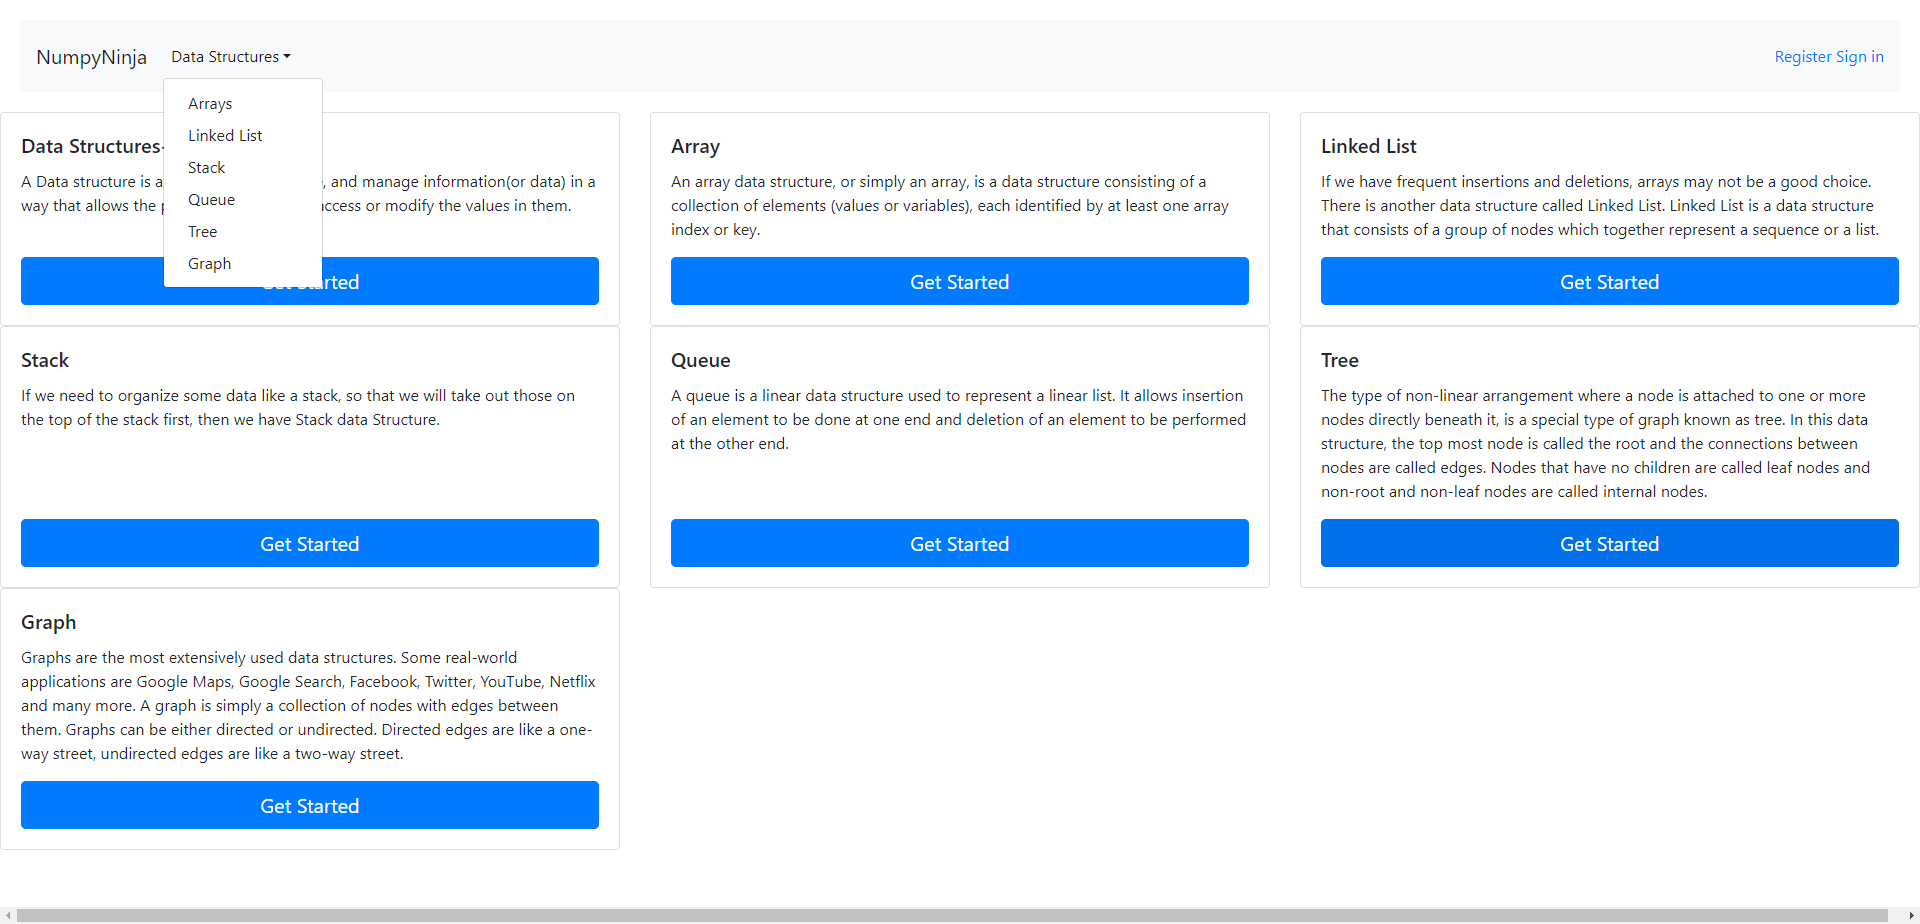 NumpyNinja
Data Structures
Register Sign in
Arrays
Linked List
Stack
Queue
Tree
Graph
Data Structures-
A Data structure is a , and manage information(or data) in a
way that allows the access or modify the values in them.
Get Started
Array
An array data structure, or simply an array, is a data structure consisting of a
collection of elements (values or variables), each identified by at least one array
index or key.
Get Started
Linked List
If we have frequent insertions and deletions, arrays may not be a good choice.
There is another data structure called Linked List. Linked List is a data structure
that consists of a group of nodes which together represent a sequence or a list.
Get Started
Stack
If we need to organize some data like a stack, so that we will take out those on
the top of the stack first, then we have Stack data Structure.
Get Started
Queue
A queue is a linear data structure used to represent a linear list. It allows insertion
of an element to be done at one end and deletion of an element to be performed
at the other end.
Get Started
Tree
The type of non-linear arrangement where a node is attached to one or more
nodes directly beneath it, is a special type of graph known as tree. In this data
structure, the top most node is called the root and the connections between
nodes are called edges. Nodes that have no children are called leaf nodes and
non-root and non-leaf nodes are called internal nodes.
Get Started
Graph
Graphs are the most extensively used data structures. Some real-world
applications are Google Maps, Google Search, Facebook, Twitter, YouTube, Netflix
and many more. A graph is simply a collection of nodes with edges between
them. Graphs can be either directed or undirected. Directed edges are like a one-
way street, undirected edges are like a two-way street.
Get Started